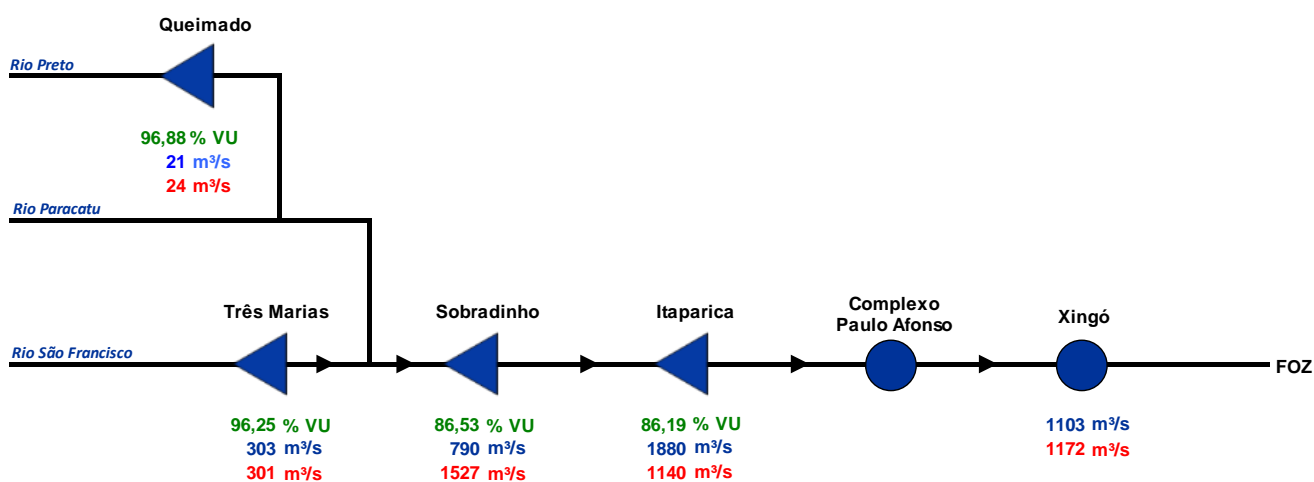 Queimado
Rio Preto
96,88 % VU
21 m³/s
24 m³/s
Rio Paracatu
Três Marias
Sobradinho
Itaparica
Complexo
Paulo Afonso
Xingó
Rio São Francisco
FOZ
96,25 % VU
303 m³/s
301 m³/s
86,53 % VU
790 m³/s
1527 m³/s
86,19 % VU
1880 m³/s
1140 m³/s
1103 m³/s
1172 m³/s